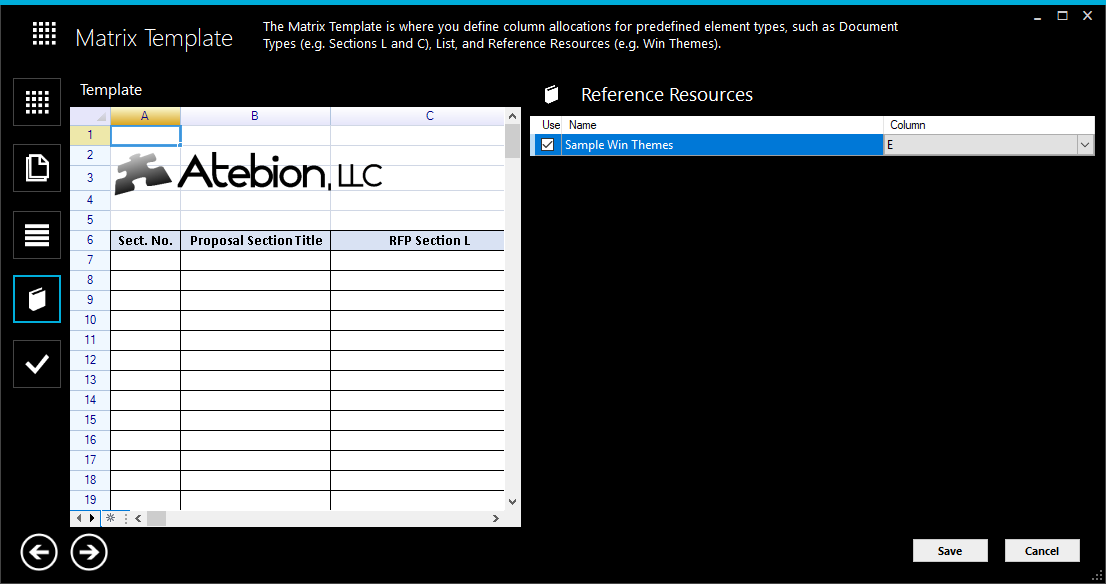 Matrix Template
The Matrix Template is where you define column allocations for predefined element types, such as Document
Types (e.g. Sections L and C), List, and Reference Resources (e.g. Win Themes).
Template
Reference Resources
A B C
1
2
3
4
5
6
7
8
9
10
11
12
13
14
15
16
17
18
19
Atebion, LLC
Sect. No. Proposal Section Title RFP Section L
Use Name Column
Sample Win Themes E
Save Cancel